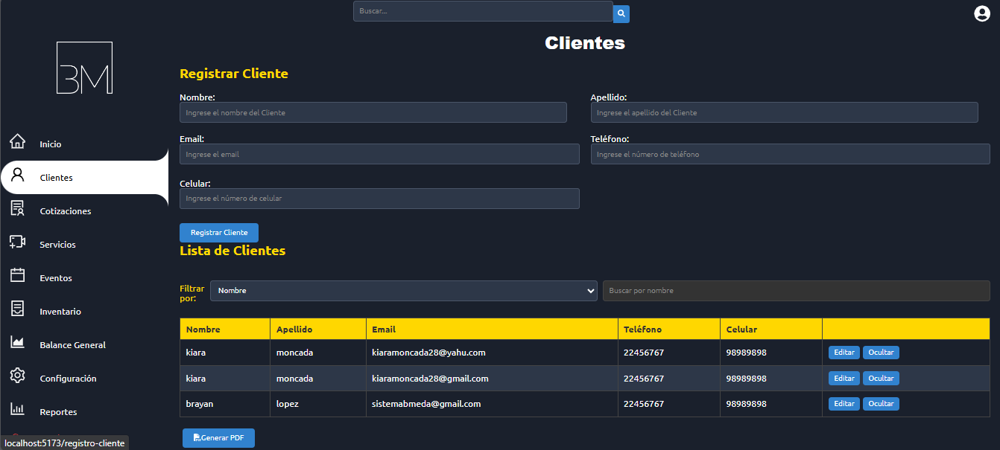 Buscar...
Clientes
BM
Registrar Cliente
Nombre: Apellido:
Ingrese el nombre del Cliente Ingrese el apellido del Cliente
Email: Teléfono:
Ingrese el email Ingrese el número de teléfono
Celular:
Ingrese el número de celular
Registrar Cliente
Inicio
Clientes
Cotizaciones
Servicios
Eventos
Inventario
Balance General
Configuración
Reportes
Lista de Clientes
Filtrar
por:
Nombre Buscar por nombre
Nombre Apellido Email Teléfono Celular
kiara moncada kiaramoncada28@yahu.com 22456767 98989898 Editar Ocultar
kiara moncada kiaramoncada28@gmail.com 22456767 98989898 Editar Ocultar
brayan lopez sistemabmeda@gmail.com 22456767 98989898 Editar Ocultar
Generar PDF
localhost:5173/registro-cliente